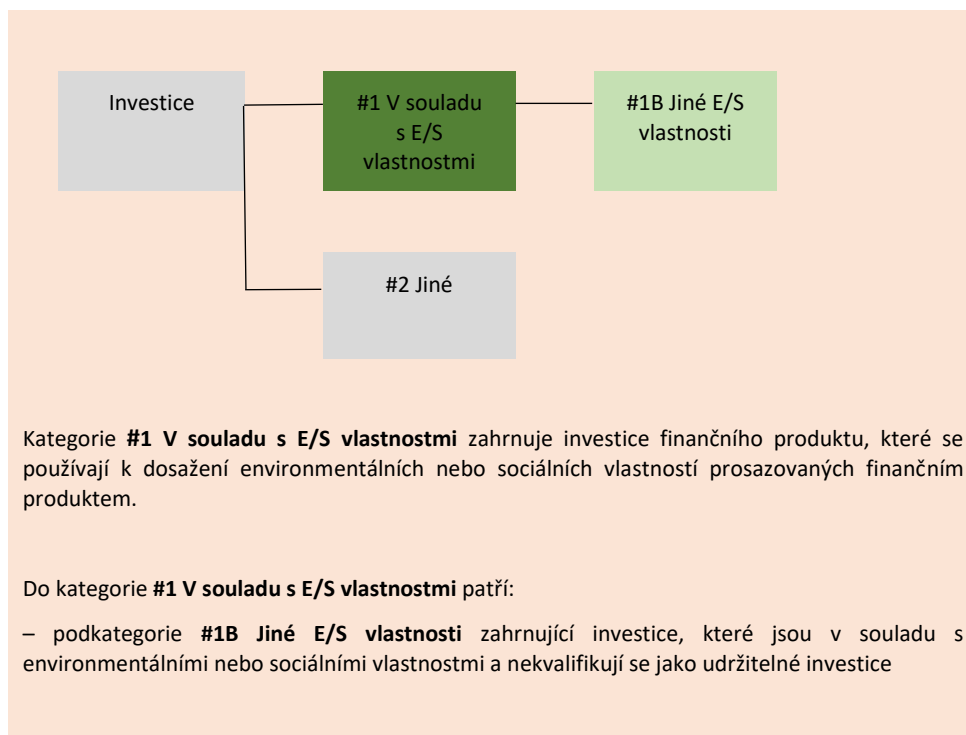 Investice
#1 V souladu
s E/S
vlastnostmi
#1B Jiné E/S
vlastnosti
#2 Jiné
Kategorie #1 V souladu s E/S vlastnostmi zahrnuje investice finančního produktu, které se
používají k dosažení environmentálních nebo sociálních vlastností prosazovaných finančním
produktem.
Do kategorie #1 V souladu s E/S vlastnostmi patří:
– podkategorie #1B Jiné E/S vlastnosti zahrnující investice, které jsou v souladu s
environmentálními nebo sociálními vlastnostmi a nekvalifikují se jako udržitelné investice